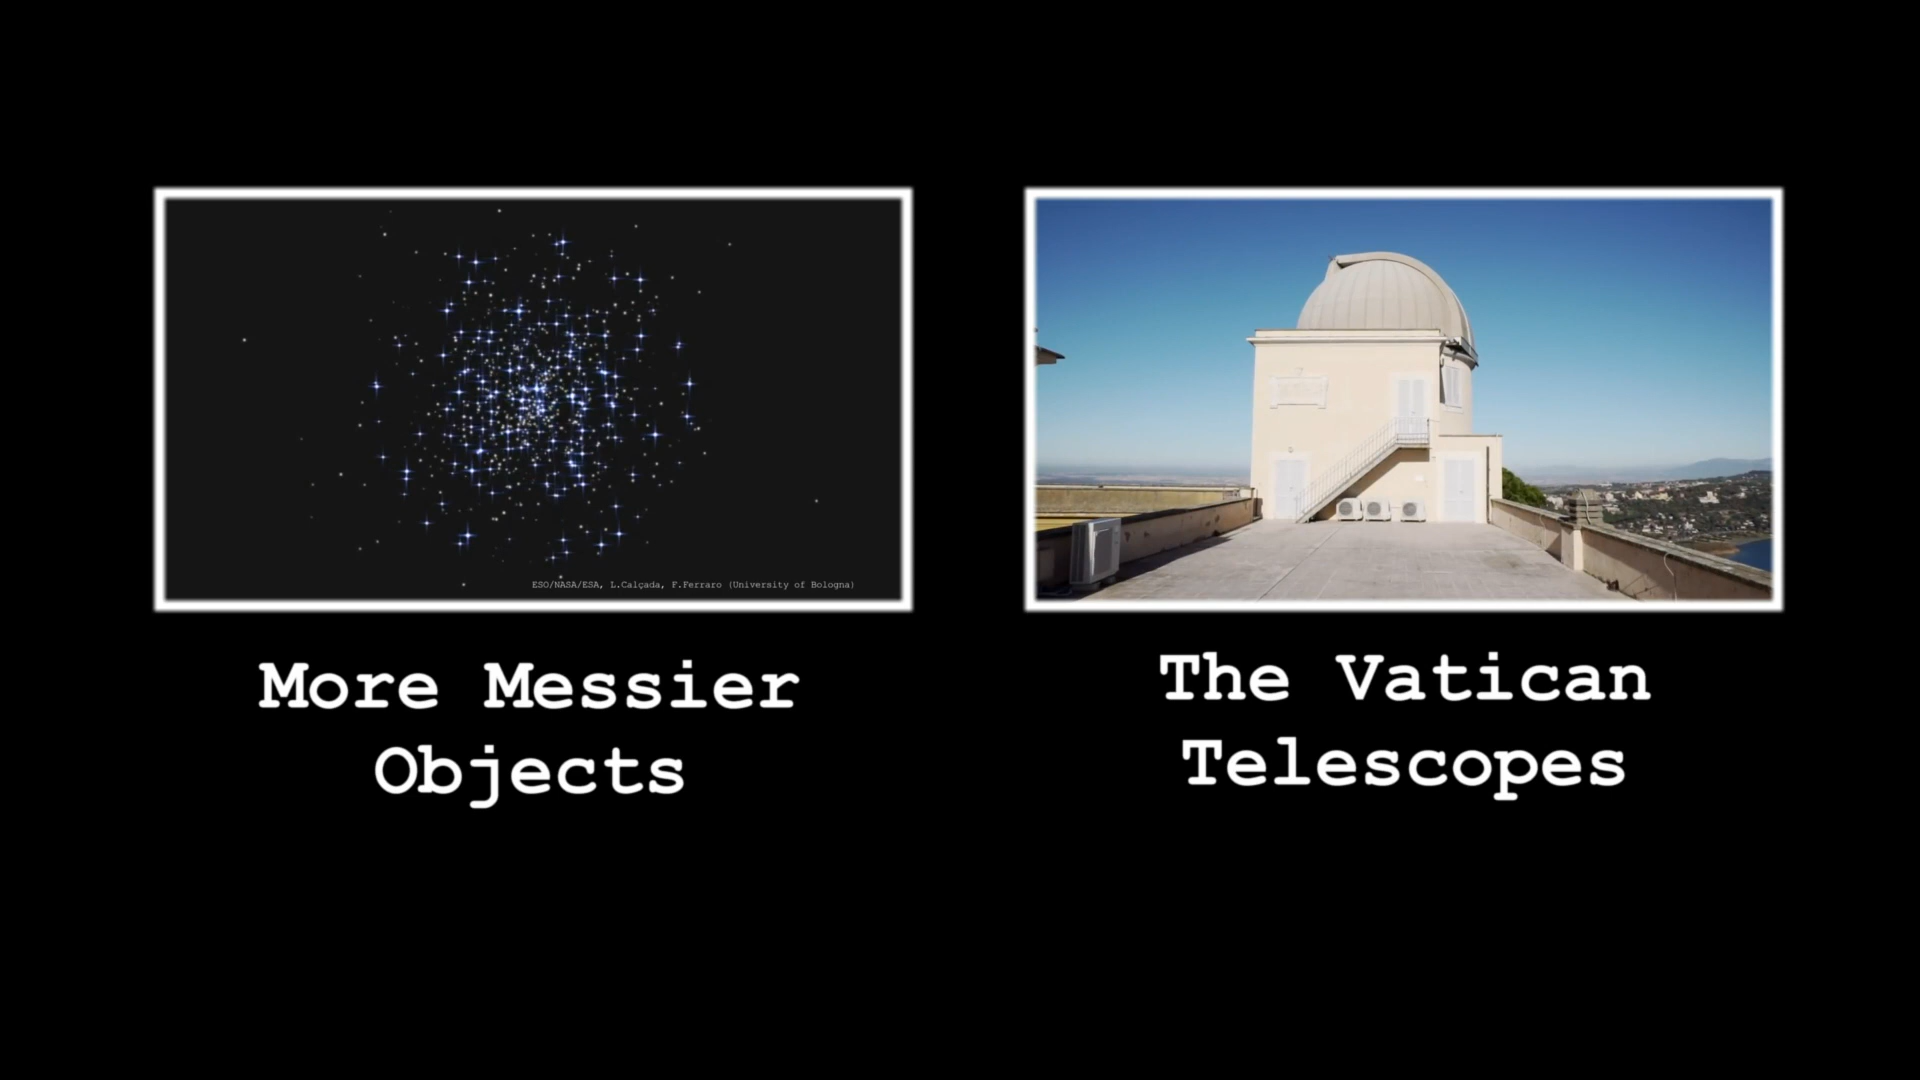 ESO/NASA/ESA, L.Calçada, F.Ferraro (University of Bologna)
More Messier
Objects
The Vatican
Telescopes